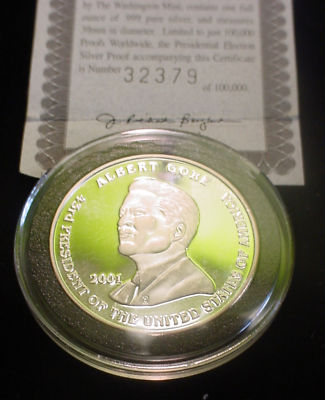 by The Washington Mint, contains one full
ounce of .999 pure silver, and measures
39mm in diameter. Limited to just 100,000
Proofs Worldwide, the Presidential Election
Silver Proof accompanying this Certificate
is Number 32379
of 100,000.
ALBERT GORE
43rd PRESIDENT OF THE UNITED STATES OF AMERICA
2001